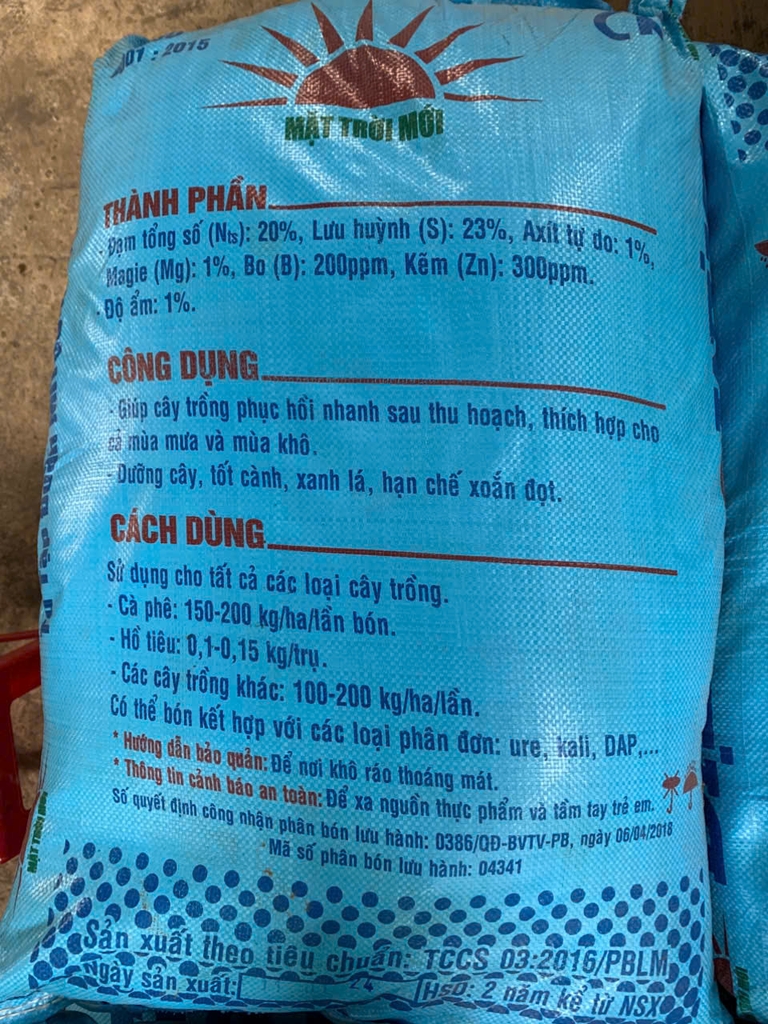 01 : 2015
MẶT TRỜI MỚI
THÀNH PHẦN
- Đạm tổng số (Nts): 20%, Lưu huỳnh (S): 23%, Axít tự do: 1%,
Magie (Mg): 1%, Bo (B): 200ppm, Kẽm (Zn): 300ppm.
- Độ ẩm: 1%.
CÔNG DỤNG
- Giúp cây trồng phục hồi nhanh sau thu hoạch, thích hợp cho
cả mùa mưa và mùa khô.
- Dưỡng cây, tốt cành, xanh lá, hạn chế xoắn đọt.
CÁCH DÙNG
Sử dụng cho tất cả các loại cây trồng.
- Cà phê: 150-200 kg/ha/lần bón.
- Hồ tiêu: 0,1-0,15 kg/trụ.
- Các cây trồng khác: 100-200 kg/ha/lần.
Có thể bón kết hợp với các loại phân đơn: ure, kali, DAP,...
* Hướng dẫn bảo quản: Để nơi khô ráo thoáng mát.
* Thông tin cảnh báo an toàn: Để xa nguồn thực phẩm và tầm tay trẻ em.
Số quyết định công nhận phân bón lưu hành: 0386/QĐ-BVTV-PB, ngày 06/04/2018
Mã số phân bón lưu hành: 04341
Sản xuất theo tiêu chuẩn: TCCS 03:2016/PBLM
Ngày sản xuất: 24 HSD: 2 năm kể từ NSX
MẶT TRỜI MỚI